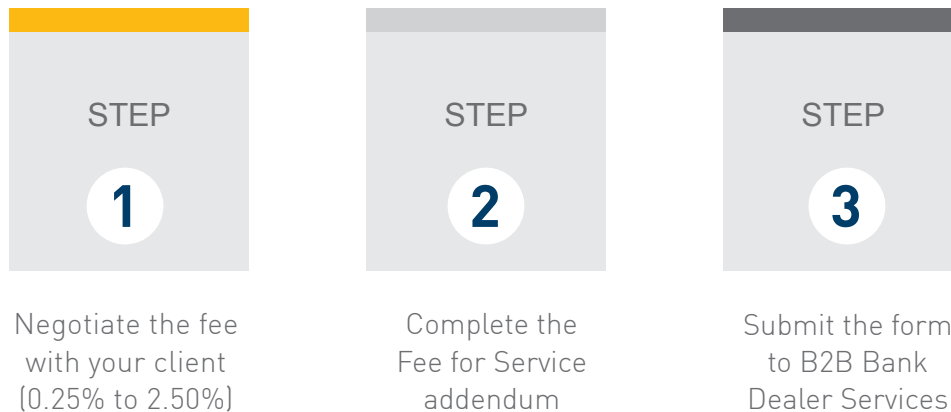 STEP
1
Negotiate the fee
with your client
(0.25% to 2.50%)
STEP
2
Complete the
Fee for Service
addendum
STEP
3
Submit the form
to B2B Bank
Dealer Services